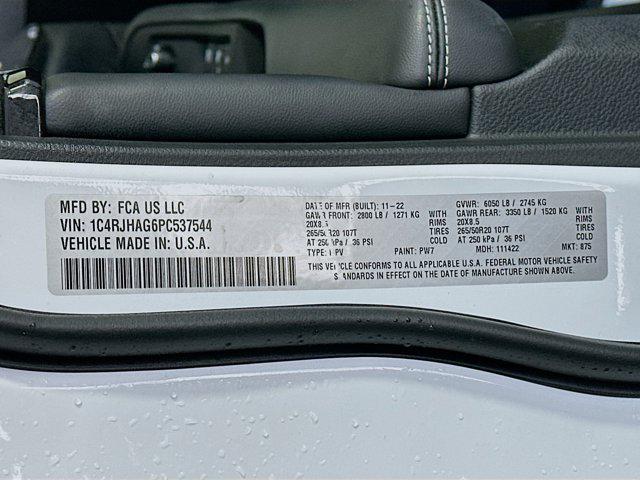 MFD BY: FCA US LLC
VIN: 1C4RJHAG6PC537544
VEHICLE MADE IN: U.S.A.
DATE OF MFR (BUILT): 11-22
GAWR FRONT: 2800 LB / 1271 KG WITH
20X8.5 RIMS
265/50R20 107T TIRES
AT 250 kPa / 36 PSI COLD
TYPE: MPV PAINT: PW7
GVWR: 6050 LB / 2745 KG
GAWR REAR: 3350 LB / 1520 KG WITH
20X8.5 RIMS
265/50R20 107T TIRES
AT 250 kPa / 36 PSI COLD
MDH: 111422 MKT: 875
THIS VEHICLE CONFORMS TO ALL APPLICABLE U.S.A. FEDERAL MOTOR VEHICLE SAFETY
STANDARDS IN EFFECT ON THE DATE OF MANUFACTURE SHOWN ABOVE.